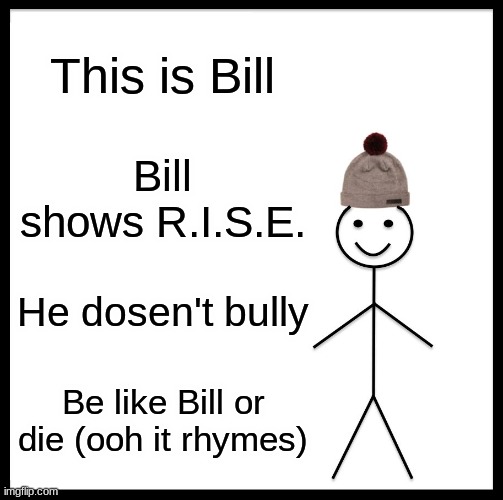 This is Bill
Bill
shows R.I.S.E.
He dosen't bully
Be like Bill or
die (ooh it rhymes)
imgflip.com